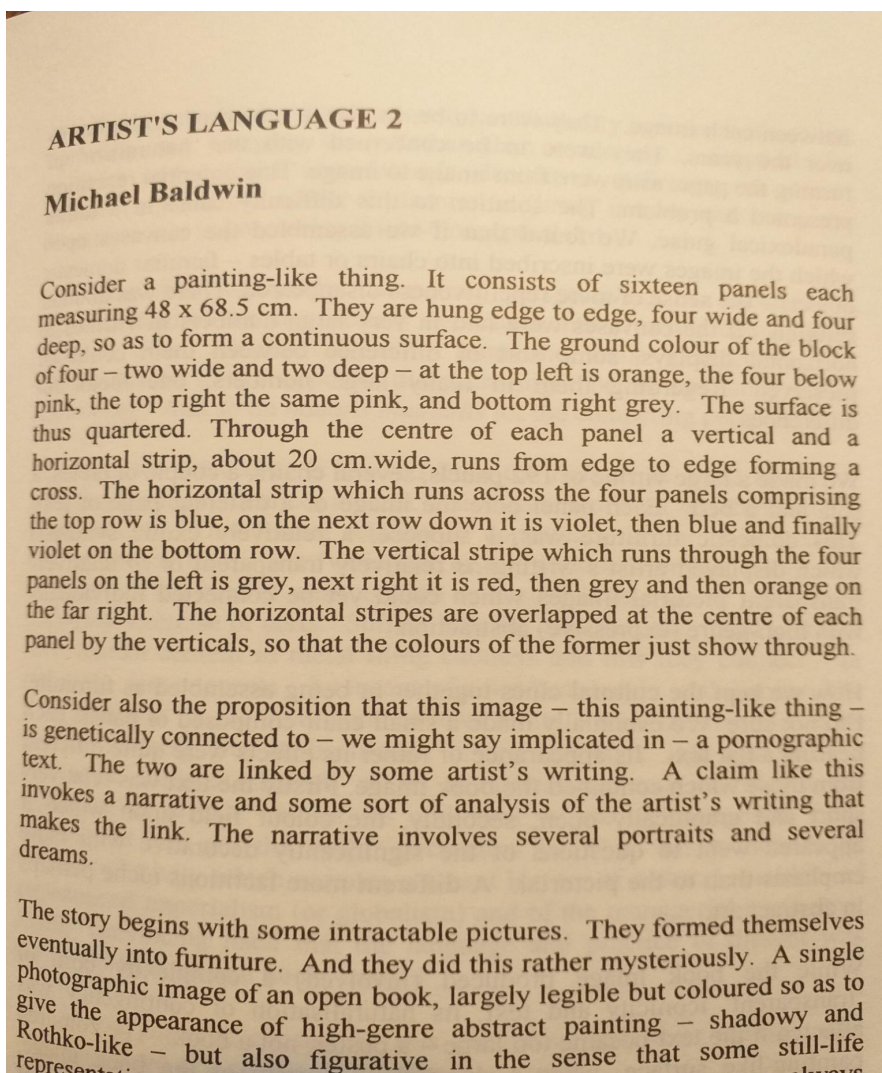 ARTIST'S LANGUAGE 2
Michael Baldwin
Consider a painting-like thing. It consists of sixteen panels each
measuring 48 x 68.5 cm. They are hung edge to edge, four wide and four
deep, so as to form a continuous surface. The ground colour of the block
of four – two wide and two deep – at the top left is orange, the four below
pink, the top right the same pink, and bottom right grey. The surface is
thus quartered. Through the centre of each panel a vertical and a
horizontal strip, about 20 cm.wide, runs from edge to edge forming a
cross. The horizontal strip which runs across the four panels comprising
the top row is blue, on the next row down it is violet, then blue and finally
violet on the bottom row. The vertical stripe which runs through the four
panels on the left is grey, next right it is red, then grey and then orange on
the far right. The horizontal stripes are overlapped at the centre of each
panel by the verticals, so that the colours of the former just show through.
Consider also the proposition that this image – this painting-like thing –
is genetically connected to – we might say implicated in – a pornographic
text. The two are linked by some artist's writing. A claim like this
invokes a narrative and some sort of analysis of the artist's writing that
makes the link. The narrative involves several portraits and several
dreams.
The story begins with some intractable pictures. They formed themselves
eventually into furniture. And they did this rather mysteriously. A single
photographic image of an open book, largely legible but coloured so as to
give the appearance of high-genre abstract painting – shadowy and
Rothko-like – but also figurative in the sense that some still-life